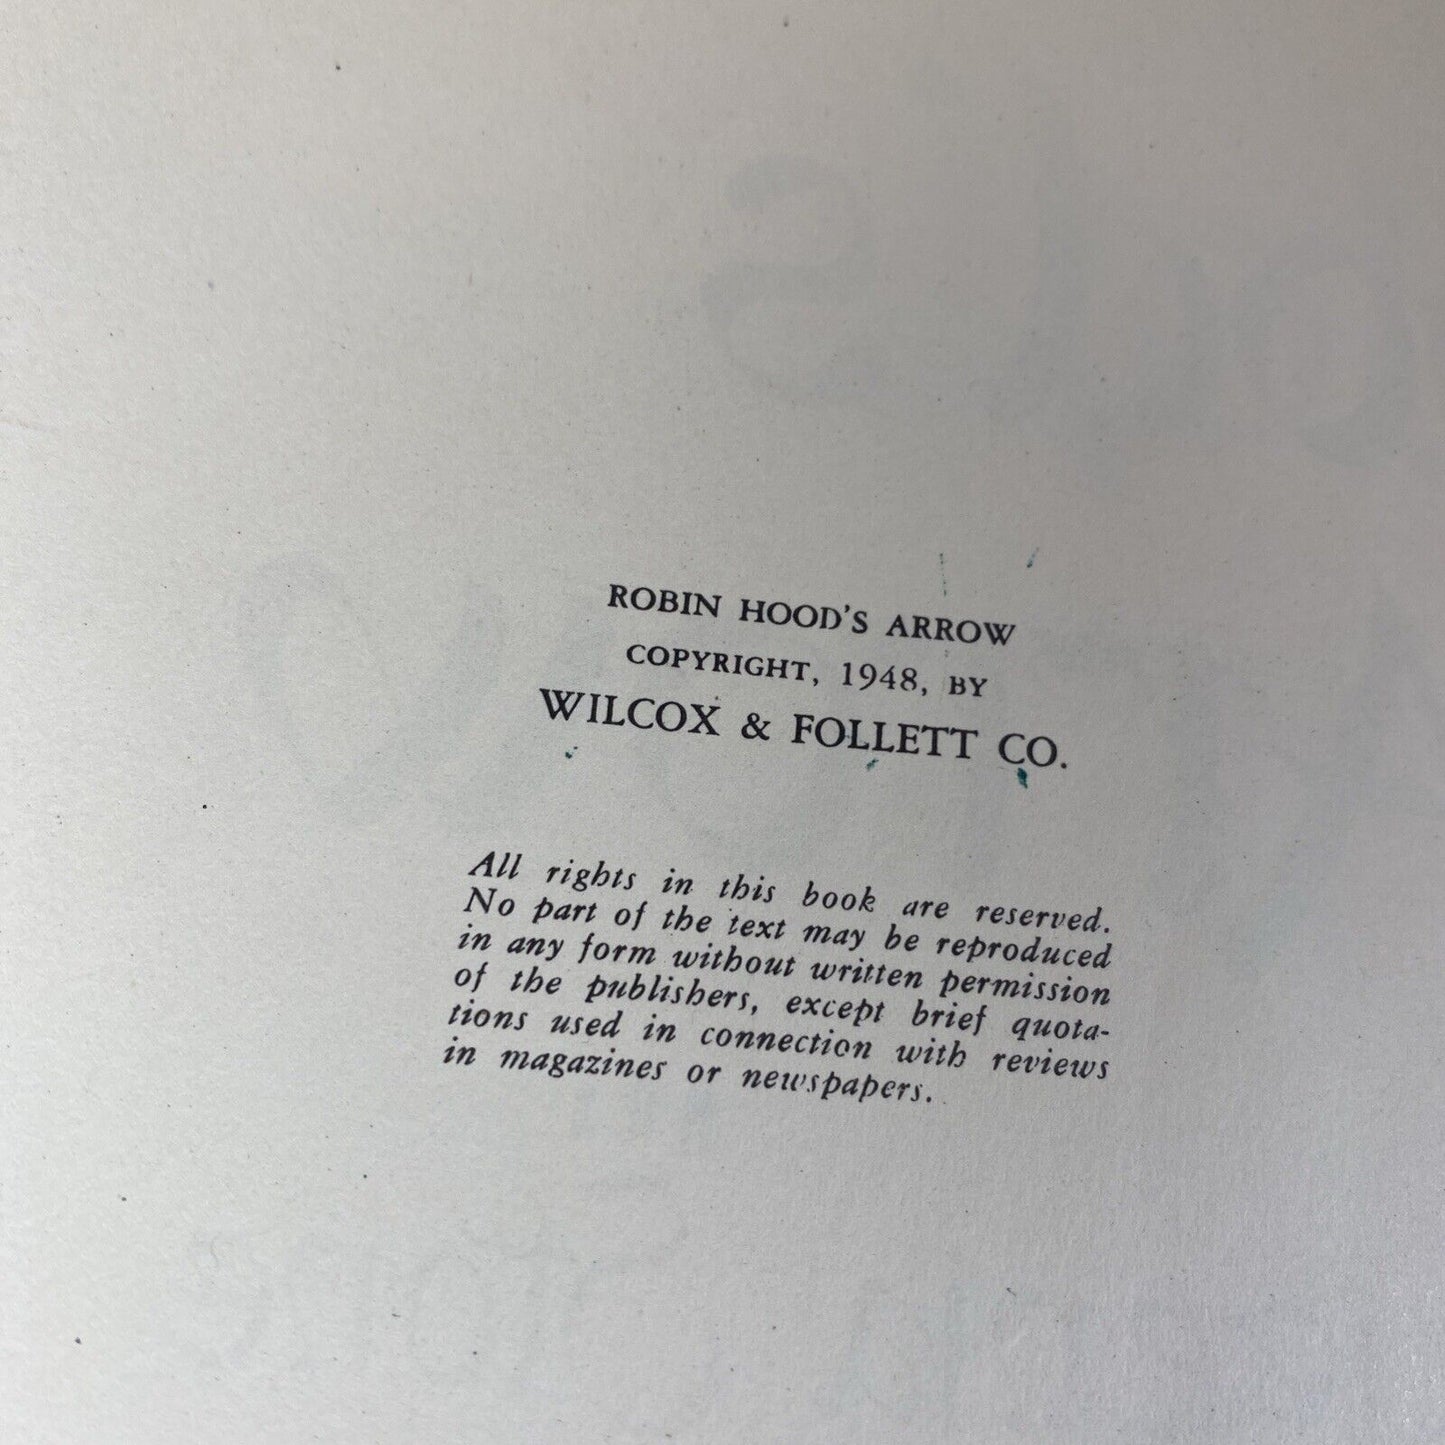 ROBIN HOOD'S ARROW
COPYRIGHT, 1948, BY
WILCOX & FOLLETT CO.
All rights in this book are reserved.
No part of the text may be reproduced
in any form without written permission
of the publishers, except brief quota-
tions used in connection with reviews
in magazines or newspapers.